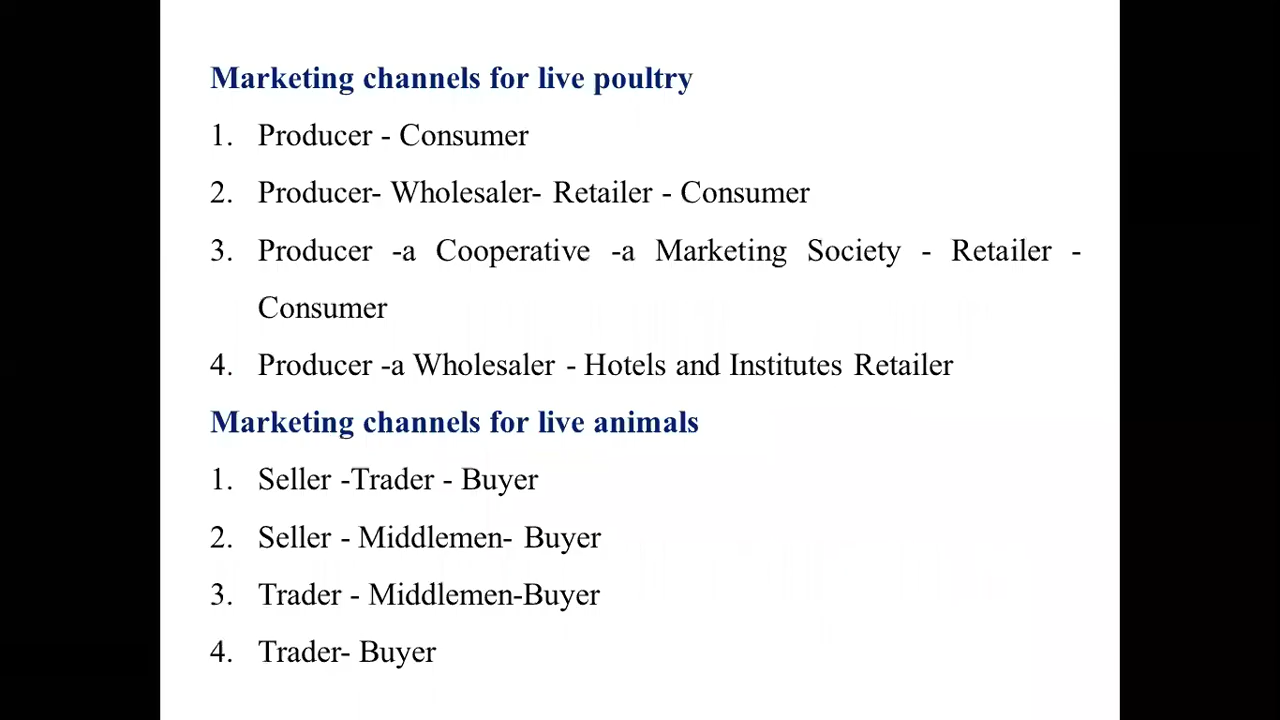 Marketing channels for live poultry
1. Producer - Consumer
2. Producer- Wholesaler- Retailer - Consumer
3. Producer -a Cooperative -a Marketing Society - Retailer -
Consumer
4. Producer -a Wholesaler - Hotels and Institutes Retailer
Marketing channels for live animals
1. Seller -Trader - Buyer
2. Seller - Middlemen- Buyer
3. Trader - Middlemen-Buyer
4. Trader- Buyer